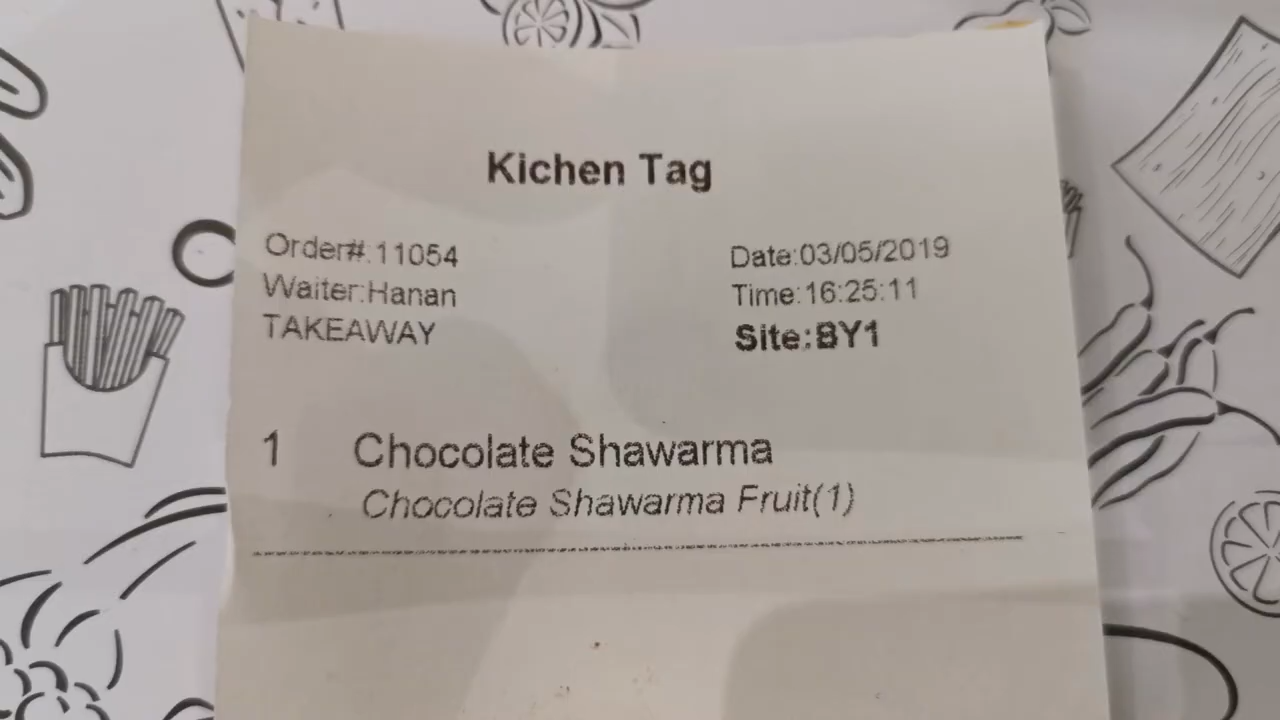 Kichen Tag
Order#:11054
Date:03/05/2019
Waiter:Hanan
Time:16:25:11
TAKEAWAY
Site:BY1
1 Chocolate Shawarma
Chocolate Shawarma Fruit(1)